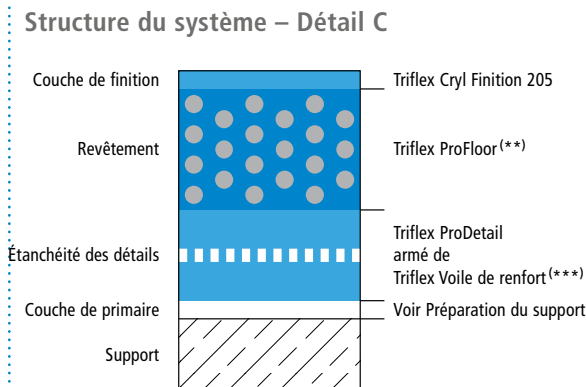 Structure du système – Détail C
Couche de finition
Triflex Cryl Finition 205
Revêtement
Triflex ProFloor(**)
Étanchéité des détails
Triflex ProDetail
armé de
Triflex Voile de renfort(***)
Couche de primaire
Voir Préparation du support
Support